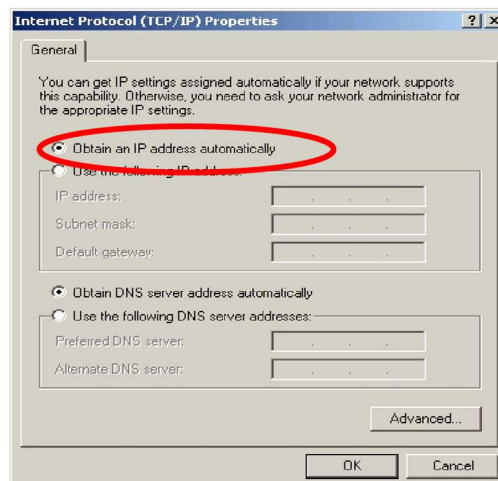 Internet Protocol (TCP/IP) Properties
General
You can get IP settings assigned automatically if your network supports
this capability. Otherwise, you need to ask your network administrator for
the appropriate IP settings.
Obtain an IP address automatically
Use the following IP address:
IP address:
Subnet mask:
Default gateway:
Obtain DNS server address automatically
Use the following DNS server addresses:
Preferred DNS server:
Alternate DNS server:
Advanced...
OK Cancel